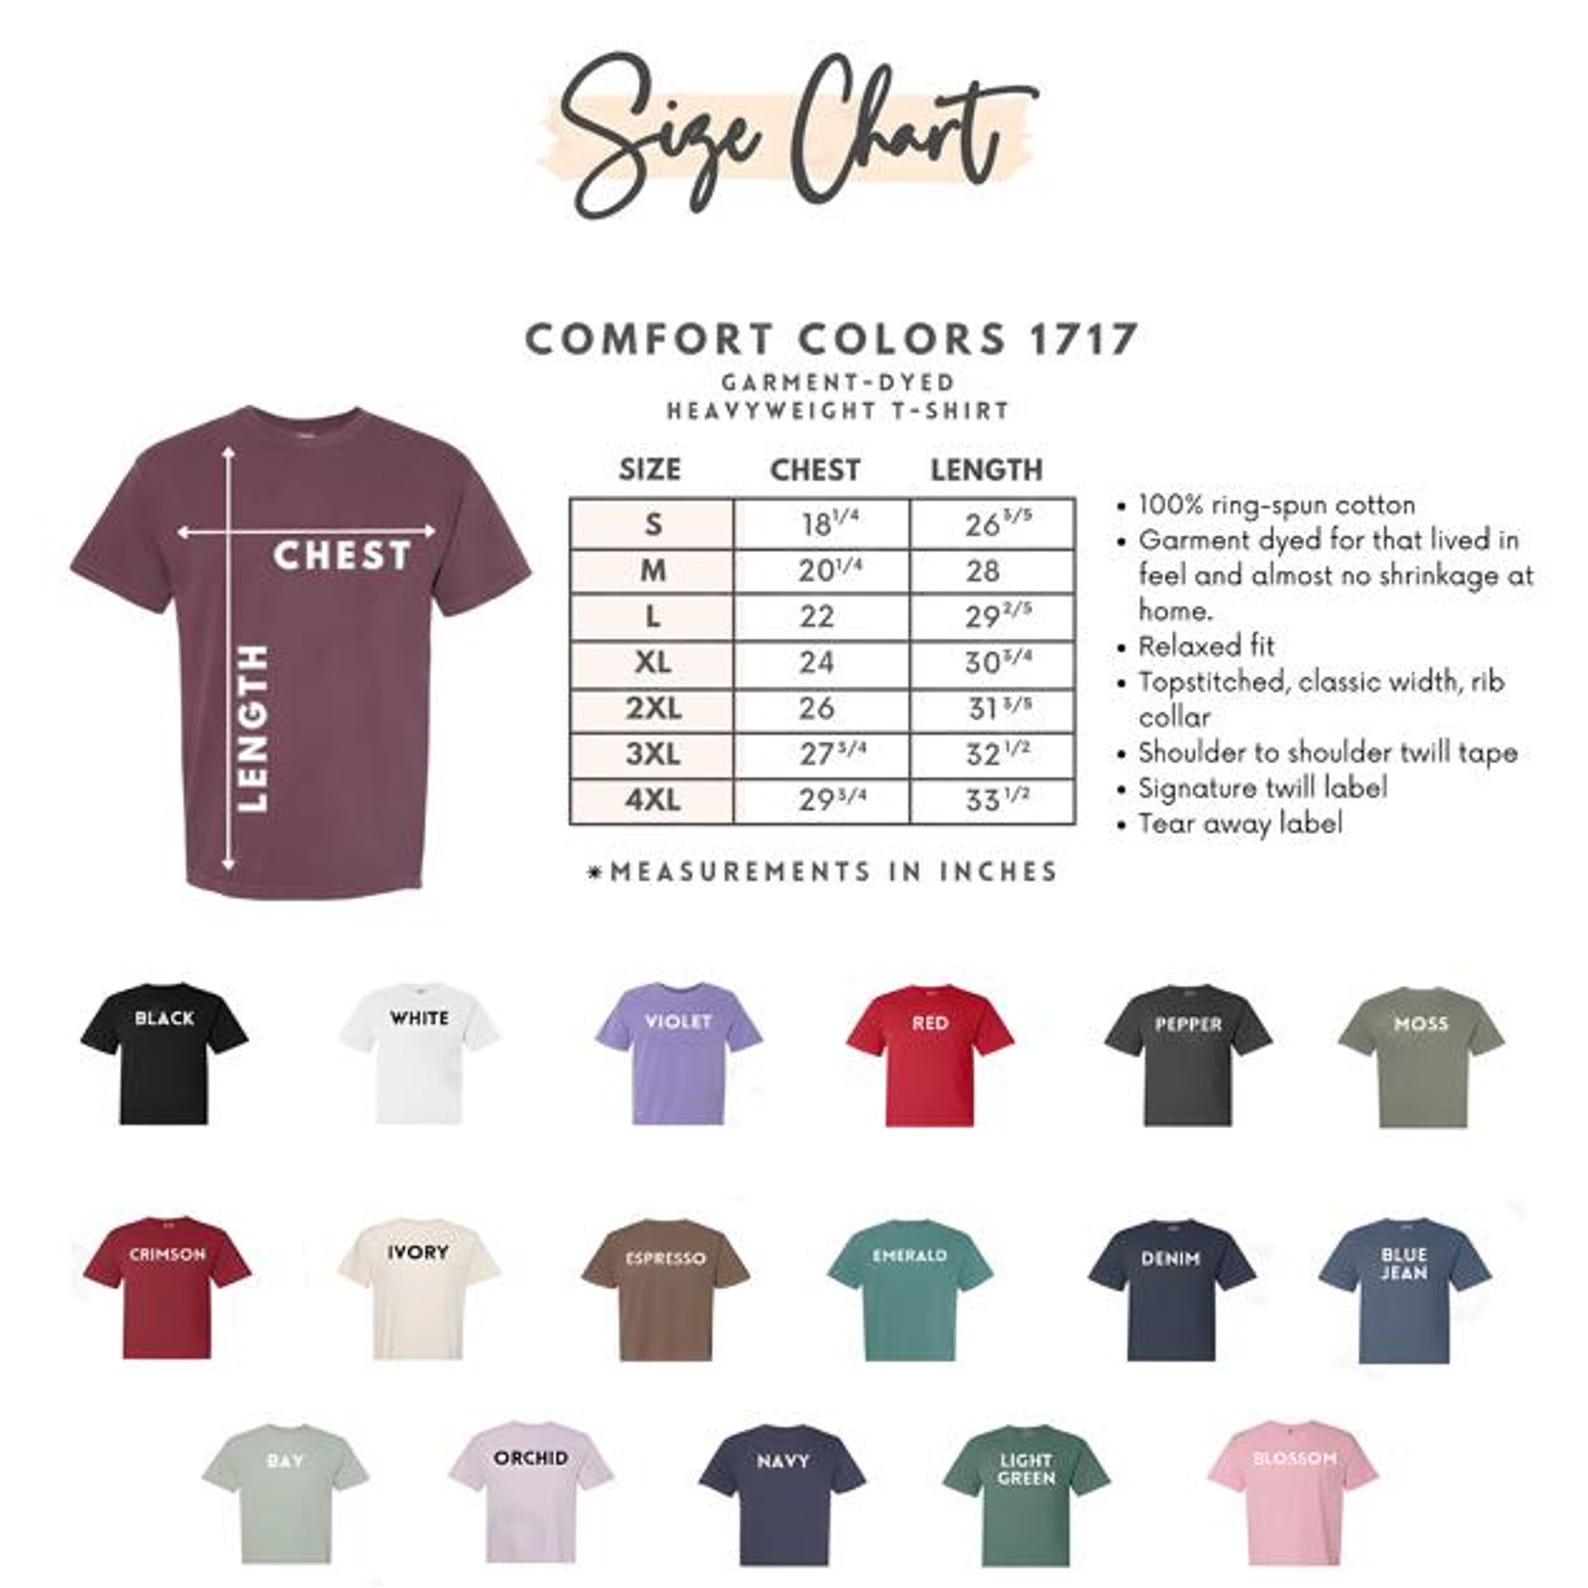 Size Chart
COMFORT COLORS 1717
GARMENT-DYED
HEAVYWEIGHT T-SHIRT
CHEST
LENGTH
SIZE CHEST LENGTH
S 18 1/4 26 3/5
M 20 1/4 28
L 22 29 2/5
XL 24 30 3/4
2XL 26 31 3/5
3XL 27 3/4 32 1/2
4XL 29 3/4 33 1/2
*MEASUREMENTS IN INCHES
• 100% ring-spun cotton
• Garment dyed for that lived in
feel and almost no shrinkage at
home.
• Relaxed fit
• Topstitched, classic width, rib
collar
• Shoulder to shoulder twill tape
• Signature twill label
• Tear away label
BLACK
WHITE
VIOLET
RED
PEPPER
MOSS
CRIMSON
IVORY
ESPRESSO
EMERALD
DENIM
BLUE
JEAN
BAY
ORCHID
NAVY
LIGHT
GREEN
BLOSSOM